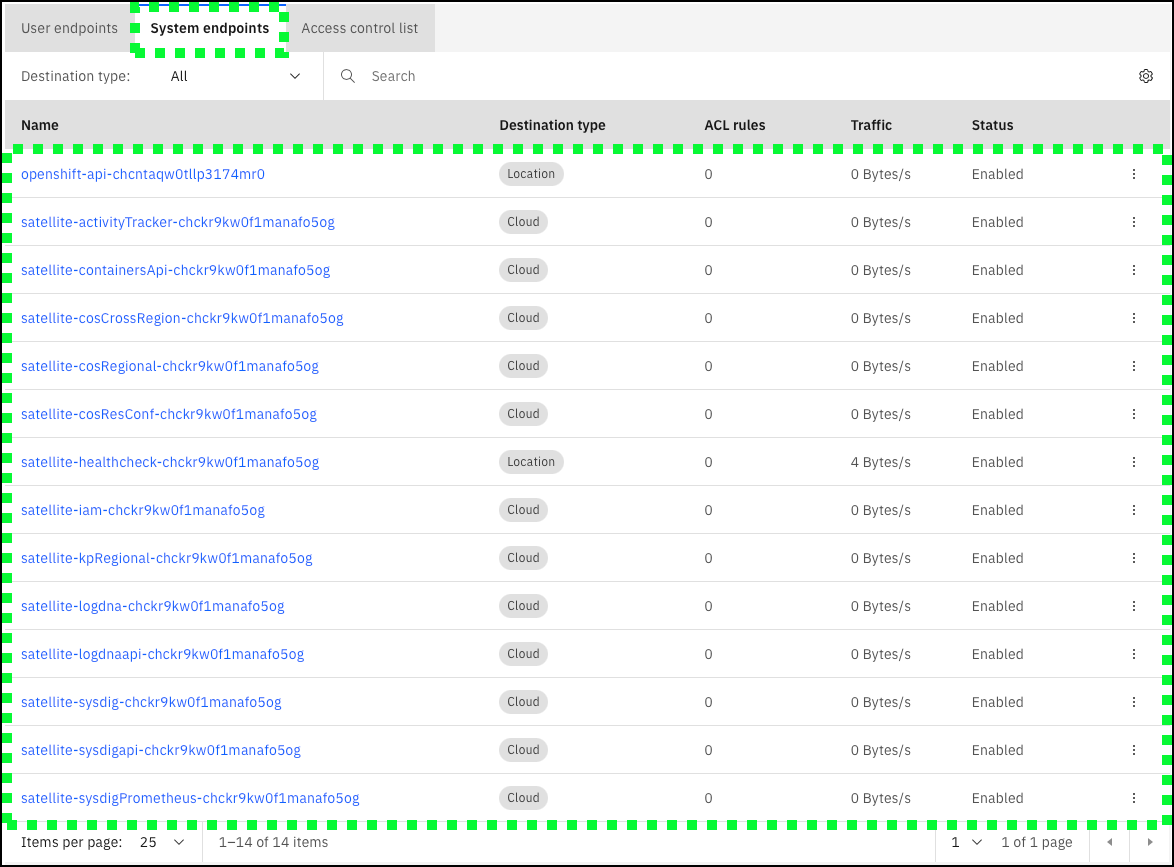 User endpoints System endpoints Access control list
Destination type: All Search
Name Destination type ACL rules Traffic Status
openshift-api-chcntaqw0tllp3174mr0 Location 0 0 Bytes/s Enabled
satellite-activityTracker-chckr9kw0f1manafo5og Cloud 0 0 Bytes/s Enabled
satellite-containersApi-chckr9kw0f1manafo5og Cloud 0 0 Bytes/s Enabled
satellite-cosCrossRegion-chckr9kw0f1manafo5og Cloud 0 0 Bytes/s Enabled
satellite-cosRegional-chckr9kw0f1manafo5og Cloud 0 0 Bytes/s Enabled
satellite-cosResConf-chckr9kw0f1manafo5og Cloud 0 0 Bytes/s Enabled
satellite-healthcheck-chckr9kw0f1manafo5og Location 0 4 Bytes/s Enabled
satellite-iam-chckr9kw0f1manafo5og Cloud 0 0 Bytes/s Enabled
satellite-kpRegional-chckr9kw0f1manafo5og Cloud 0 0 Bytes/s Enabled
satellite-logdna-chckr9kw0f1manafo5og Cloud 0 0 Bytes/s Enabled
satellite-logdnaapi-chckr9kw0f1manafo5og Cloud 0 0 Bytes/s Enabled
satellite-sysdig-chckr9kw0f1manafo5og Cloud 0 0 Bytes/s Enabled
satellite-sysdigapi-chckr9kw0f1manafo5og Cloud 0 0 Bytes/s Enabled
satellite-sysdigPrometheus-chckr9kw0f1manafo5og Cloud 0 0 Bytes/s Enabled
Items per page: 25 1–14 of 14 items 1 1 of 1 page